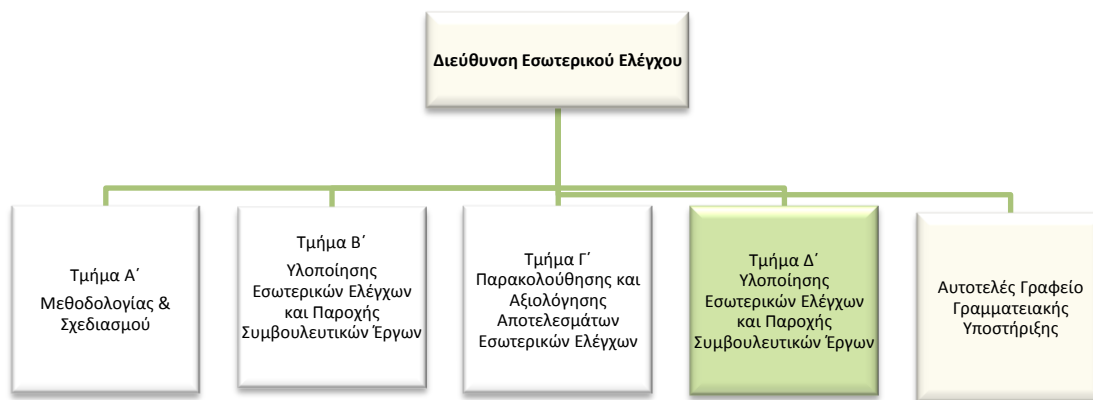 Διεύθυνση Εσωτερικού Ελέγχου
Τμήμα Α΄
Μεθοδολογίας &
Σχεδιασμού
Τμήμα Β΄
Υλοποίησης
Εσωτερικών Ελέγχων
και Παροχής
Συμβουλευτικών Έργων
Τμήμα Γ΄
Παρακολούθησης και
Αξιολόγησης
Αποτελεσμάτων
Εσωτερικών Ελέγχων
Τμήμα Δ΄
Υλοποίησης
Εσωτερικών Ελέγχων
και Παροχής
Συμβουλευτικών Έργων
Αυτοτελές Γραφείο
Γραμματειακής
Υποστήριξης